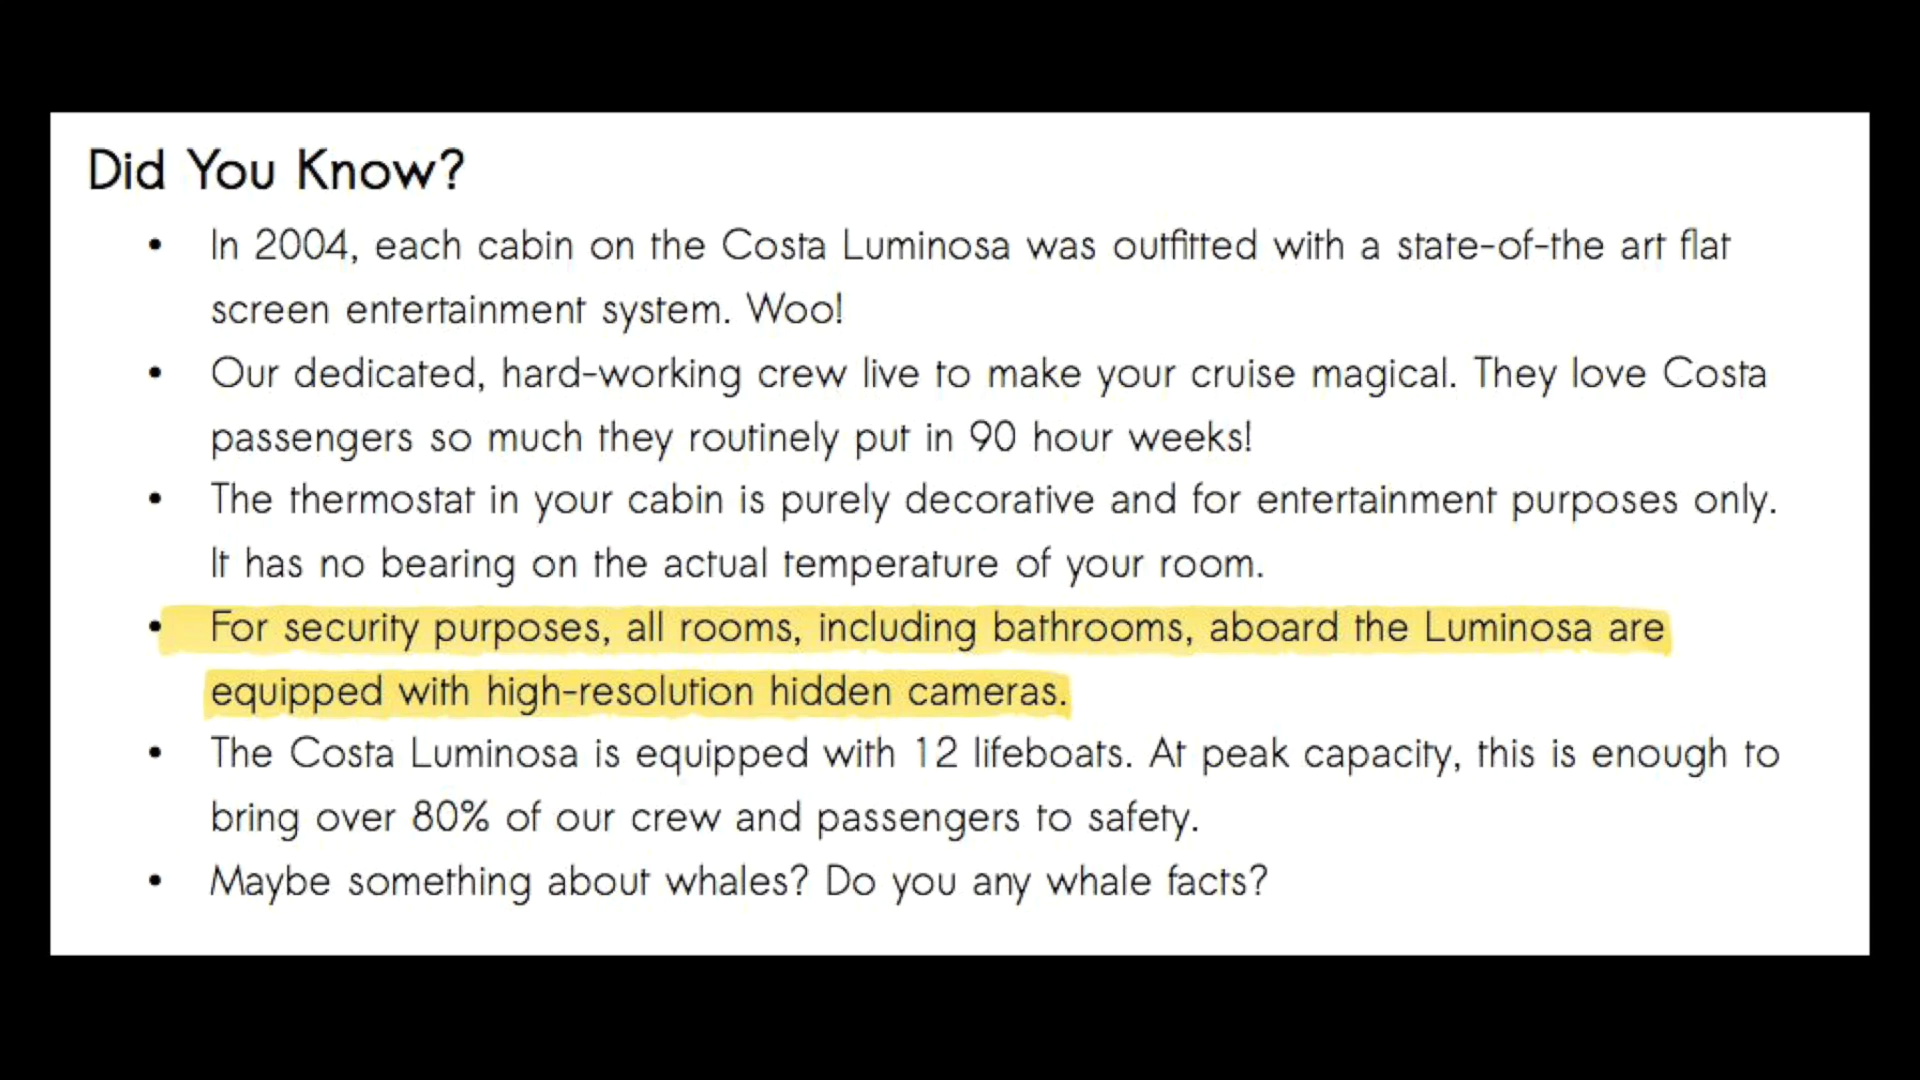 Did You Know?
• In 2004, each cabin on the Costa Luminosa was outfitted with a state-of-the art flat
screen entertainment system. Woo!
• Our dedicated, hard-working crew live to make your cruise magical. They love Costa
passengers so much they routinely put in 90 hour weeks!
• The thermostat in your cabin is purely decorative and for entertainment purposes only.
It has no bearing on the actual temperature of your room.
• For security purposes, all rooms, including bathrooms, aboard the Luminosa are
equipped with high-resolution hidden cameras.
• The Costa Luminosa is equipped with 12 lifeboats. At peak capacity, this is enough to
bring over 80% of our crew and passengers to safety.
• Maybe something about whales? Do you any whale facts?